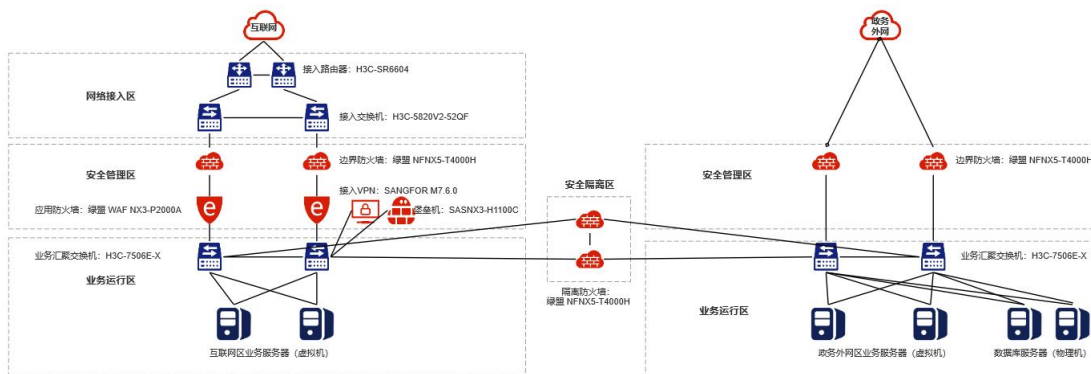 互联网
政务
外网
接入路由器：H3C-SR6604
网络接入区
接入交换机：H3C-5820V2-52QF
边界防火墙：绿盟 NFNX5-T4000H
安全管理区
接入VPN：SANGFOR M7.6.0
应用防火墙：绿盟 WAF NX3-P2000A
堡垒机：SASNX3-H1100C
安全隔离区
边界防火墙：绿盟 NFNX5-T4000H
安全管理区
业务汇聚交换机：H3C-7506E-X
业务运行区
隔离防火墙：
绿盟 NFNX5-T4000H
业务汇聚交换机：H3C-7506E-X
业务运行区
互联网区业务服务器（虚拟机）
政务外网区业务服务器（虚拟机）
数据库服务器（物理机）